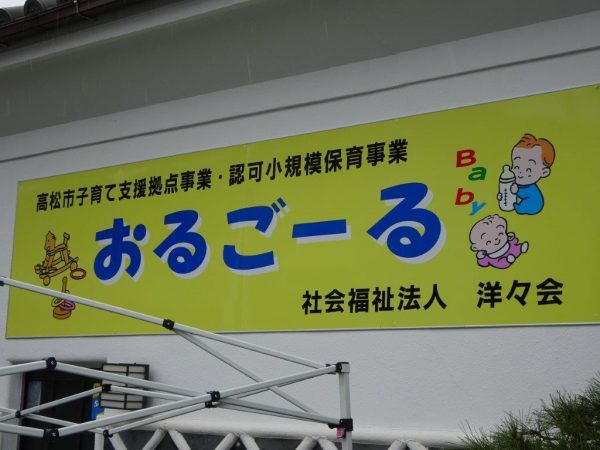 高松市子育て支援拠点事業・認可小規模保育事業
おるごーる
Baby
社会福祉法人 洋々会